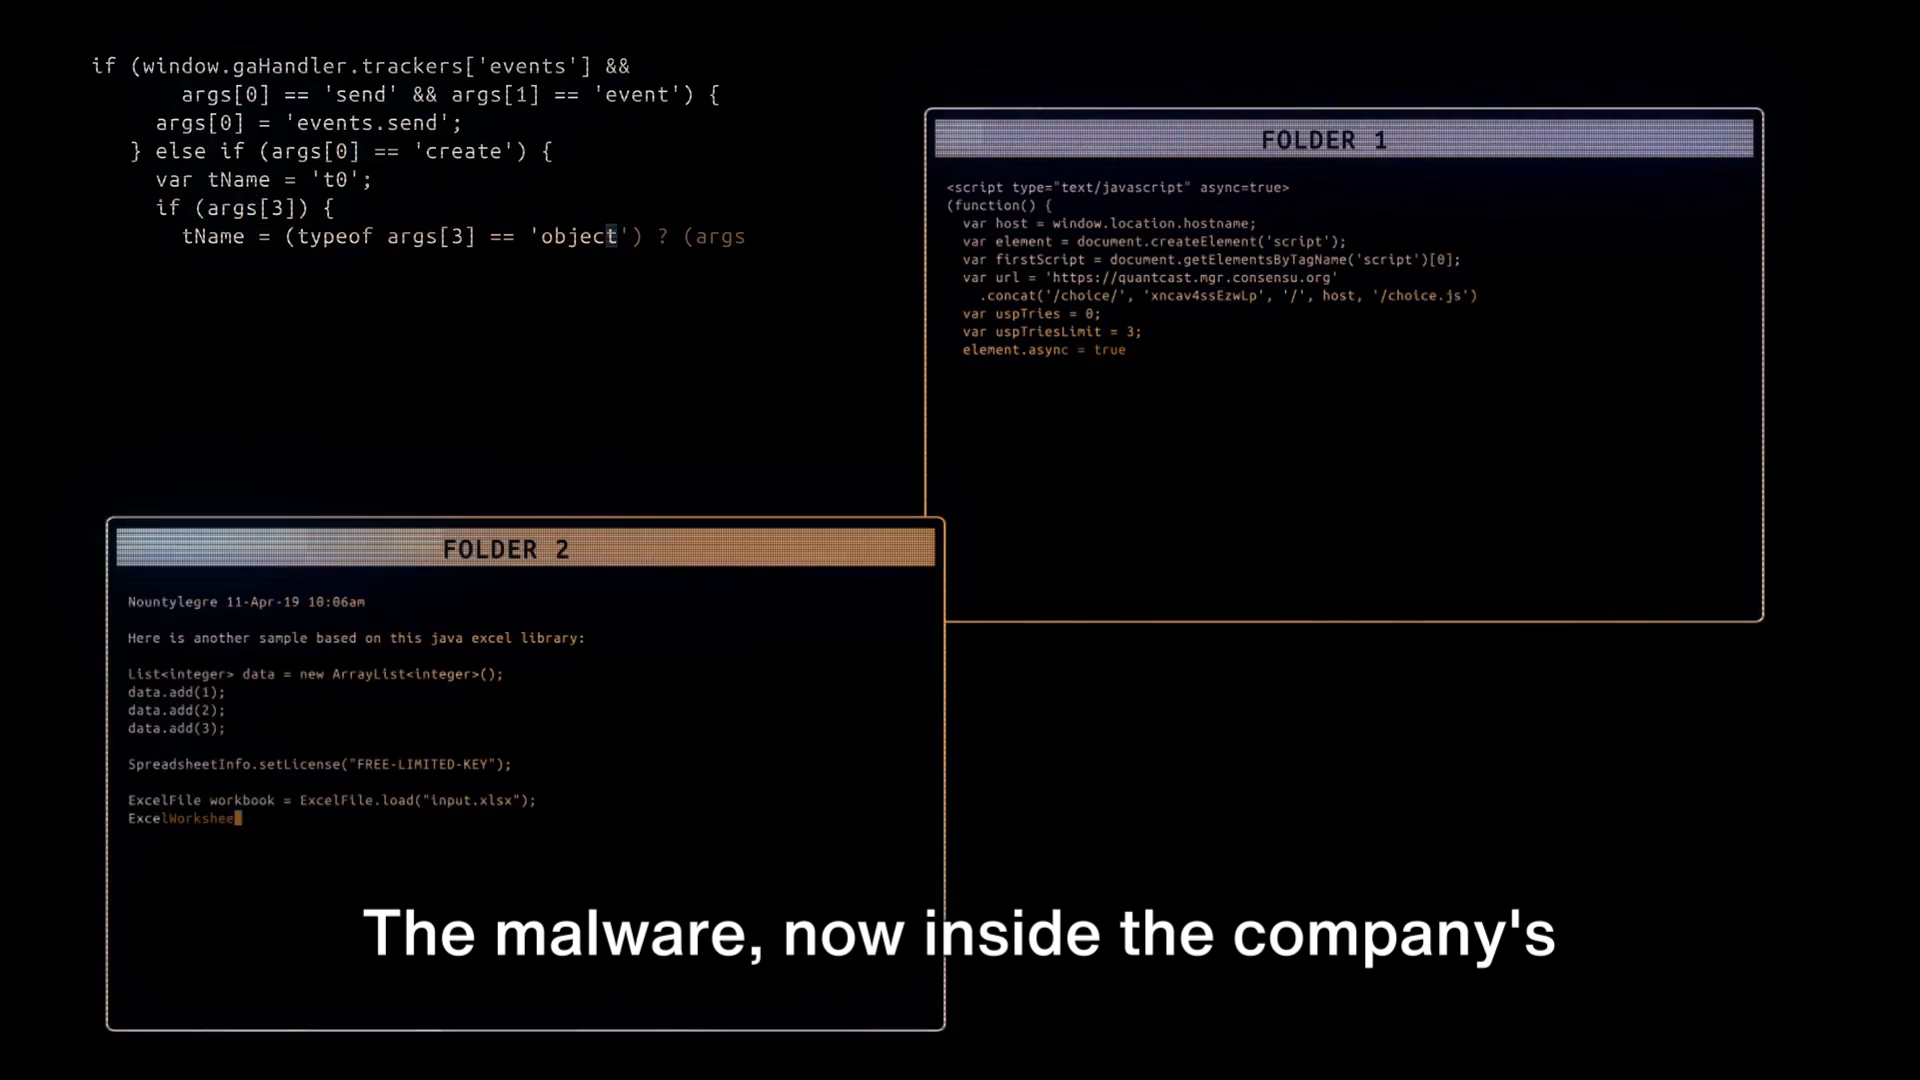 if (window.gaHandler.trackers['events'] &&
args[0] == 'send' && args[1] == 'event') {
args[0] = 'events.send';
} else if (args[0] == 'create') {
var tName = 't0';
if (args[3]) {
tName = (typeof args[3] == 'object') ? (args
FOLDER 1
<script type="text/javascript" async=true>
(function() {
var host = window.location.hostname;
var element = document.createElement('script');
var firstScript = document.getElementsByTagName('script')[0];
var url = 'https://quantcast.mgr.consensu.org'
.concat('/choice/', 'xncav4ssEzwLp', '/', host, '/choice.js')
var uspTries = 0;
var uspTriesLimit = 3;
element.async = true
FOLDER 2
Nountylegre 11-Apr-19 10:06am
Here is another sample based on this java excel library:
List<integer> data = new ArrayList<integer>();
data.add(1);
data.add(2);
data.add(3);
SpreadsheetInfo.setLicense("FREE-LIMITED-KEY");
ExcelFile workbook = ExcelFile.load("input.xlsx");
ExcelWorkshee
The malware, now inside the company's